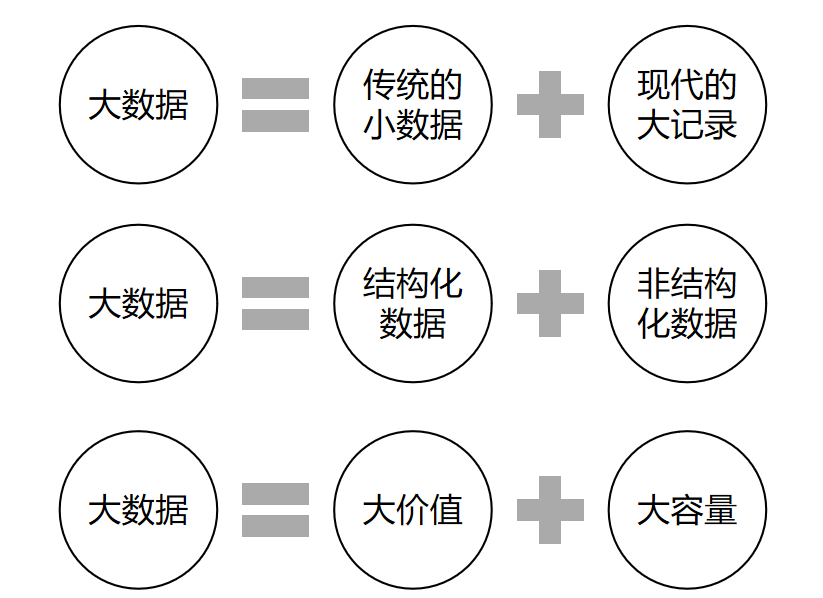 大数据
传统的
小数据
现代的
大记录
大数据
结构化
数据
非结构
化数据
大数据
大价值
大容量